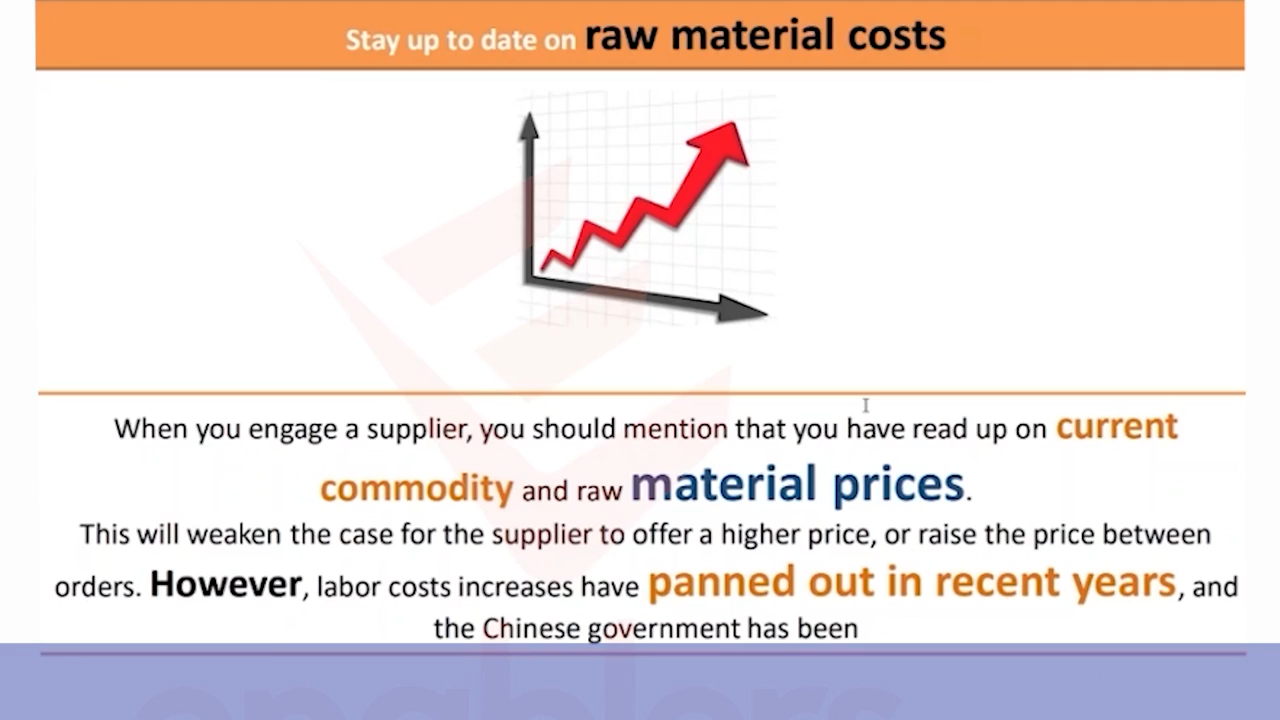 Stay up to date on raw material costs
When you engage a supplier, you should mention that you have read up on current
commodity and raw material prices.
This will weaken the case for the supplier to offer a higher price, or raise the price between
orders. However, labor costs increases have panned out in recent years, and
the Chinese government has been
enablers